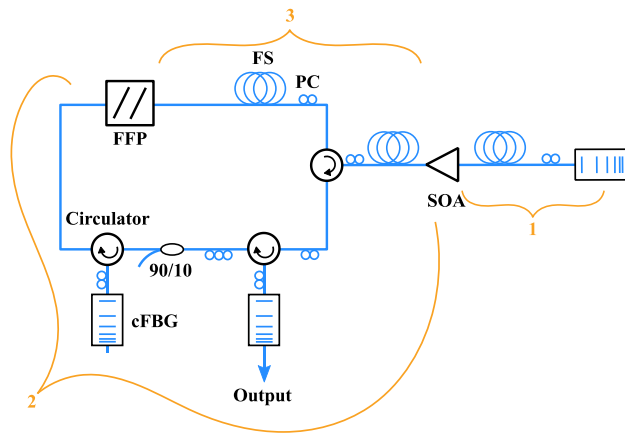 3
FS
PC
FFP
SOA
1
Circulator
90/10
cFBG
Output
2